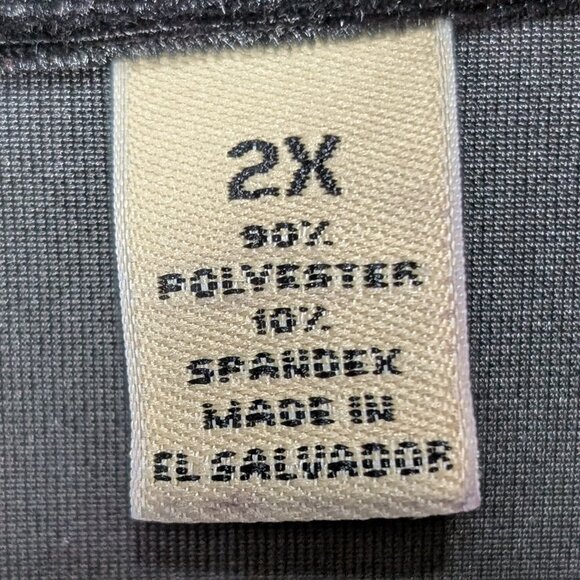 2X
90%
POLYESTER
10%
SPANDEX
MADE IN
EL SALVADOR